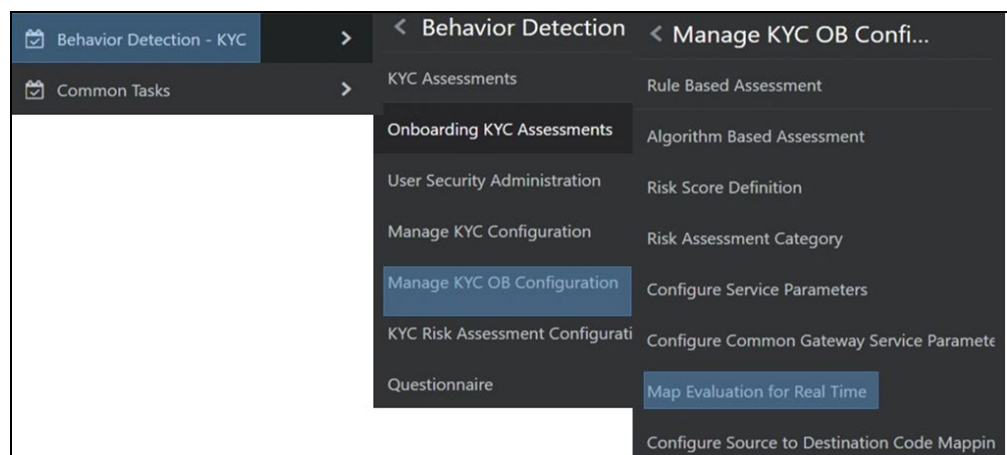 Behavior Detection - KYC
Common Tasks
Behavior Detection
KYC Assessments
Onboarding KYC Assessments
User Security Administration
Manage KYC Configuration
Manage KYC OB Configuration
KYC Risk Assessment Configurati
Questionnaire
Manage KYC OB Confi...
Rule Based Assessment
Algorithm Based Assessment
Risk Score Definition
Risk Assessment Category
Configure Service Parameters
Configure Common Gateway Service Paramete
Map Evaluation for Real Time
Configure Source to Destination Code Mappin